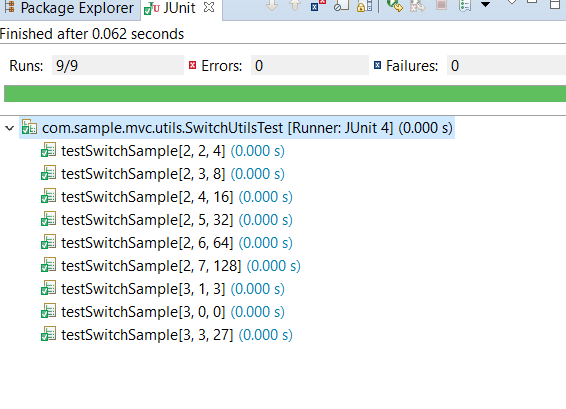 Package Explorer JUnit
Finished after 0.062 seconds
Runs: 9/9 Errors: 0 Failures: 0
com.sample.mvc.utils.SwitchUtilsTest [Runner: JUnit 4] (0.000 s)
testSwitchSample[2, 2, 4] (0.000 s)
testSwitchSample[2, 3, 8] (0.000 s)
testSwitchSample[2, 4, 16] (0.000 s)
testSwitchSample[2, 5, 32] (0.000 s)
testSwitchSample[2, 6, 64] (0.000 s)
testSwitchSample[2, 7, 128] (0.000 s)
testSwitchSample[3, 1, 3] (0.000 s)
testSwitchSample[3, 0, 0] (0.000 s)
testSwitchSample[3, 3, 27] (0.000 s)